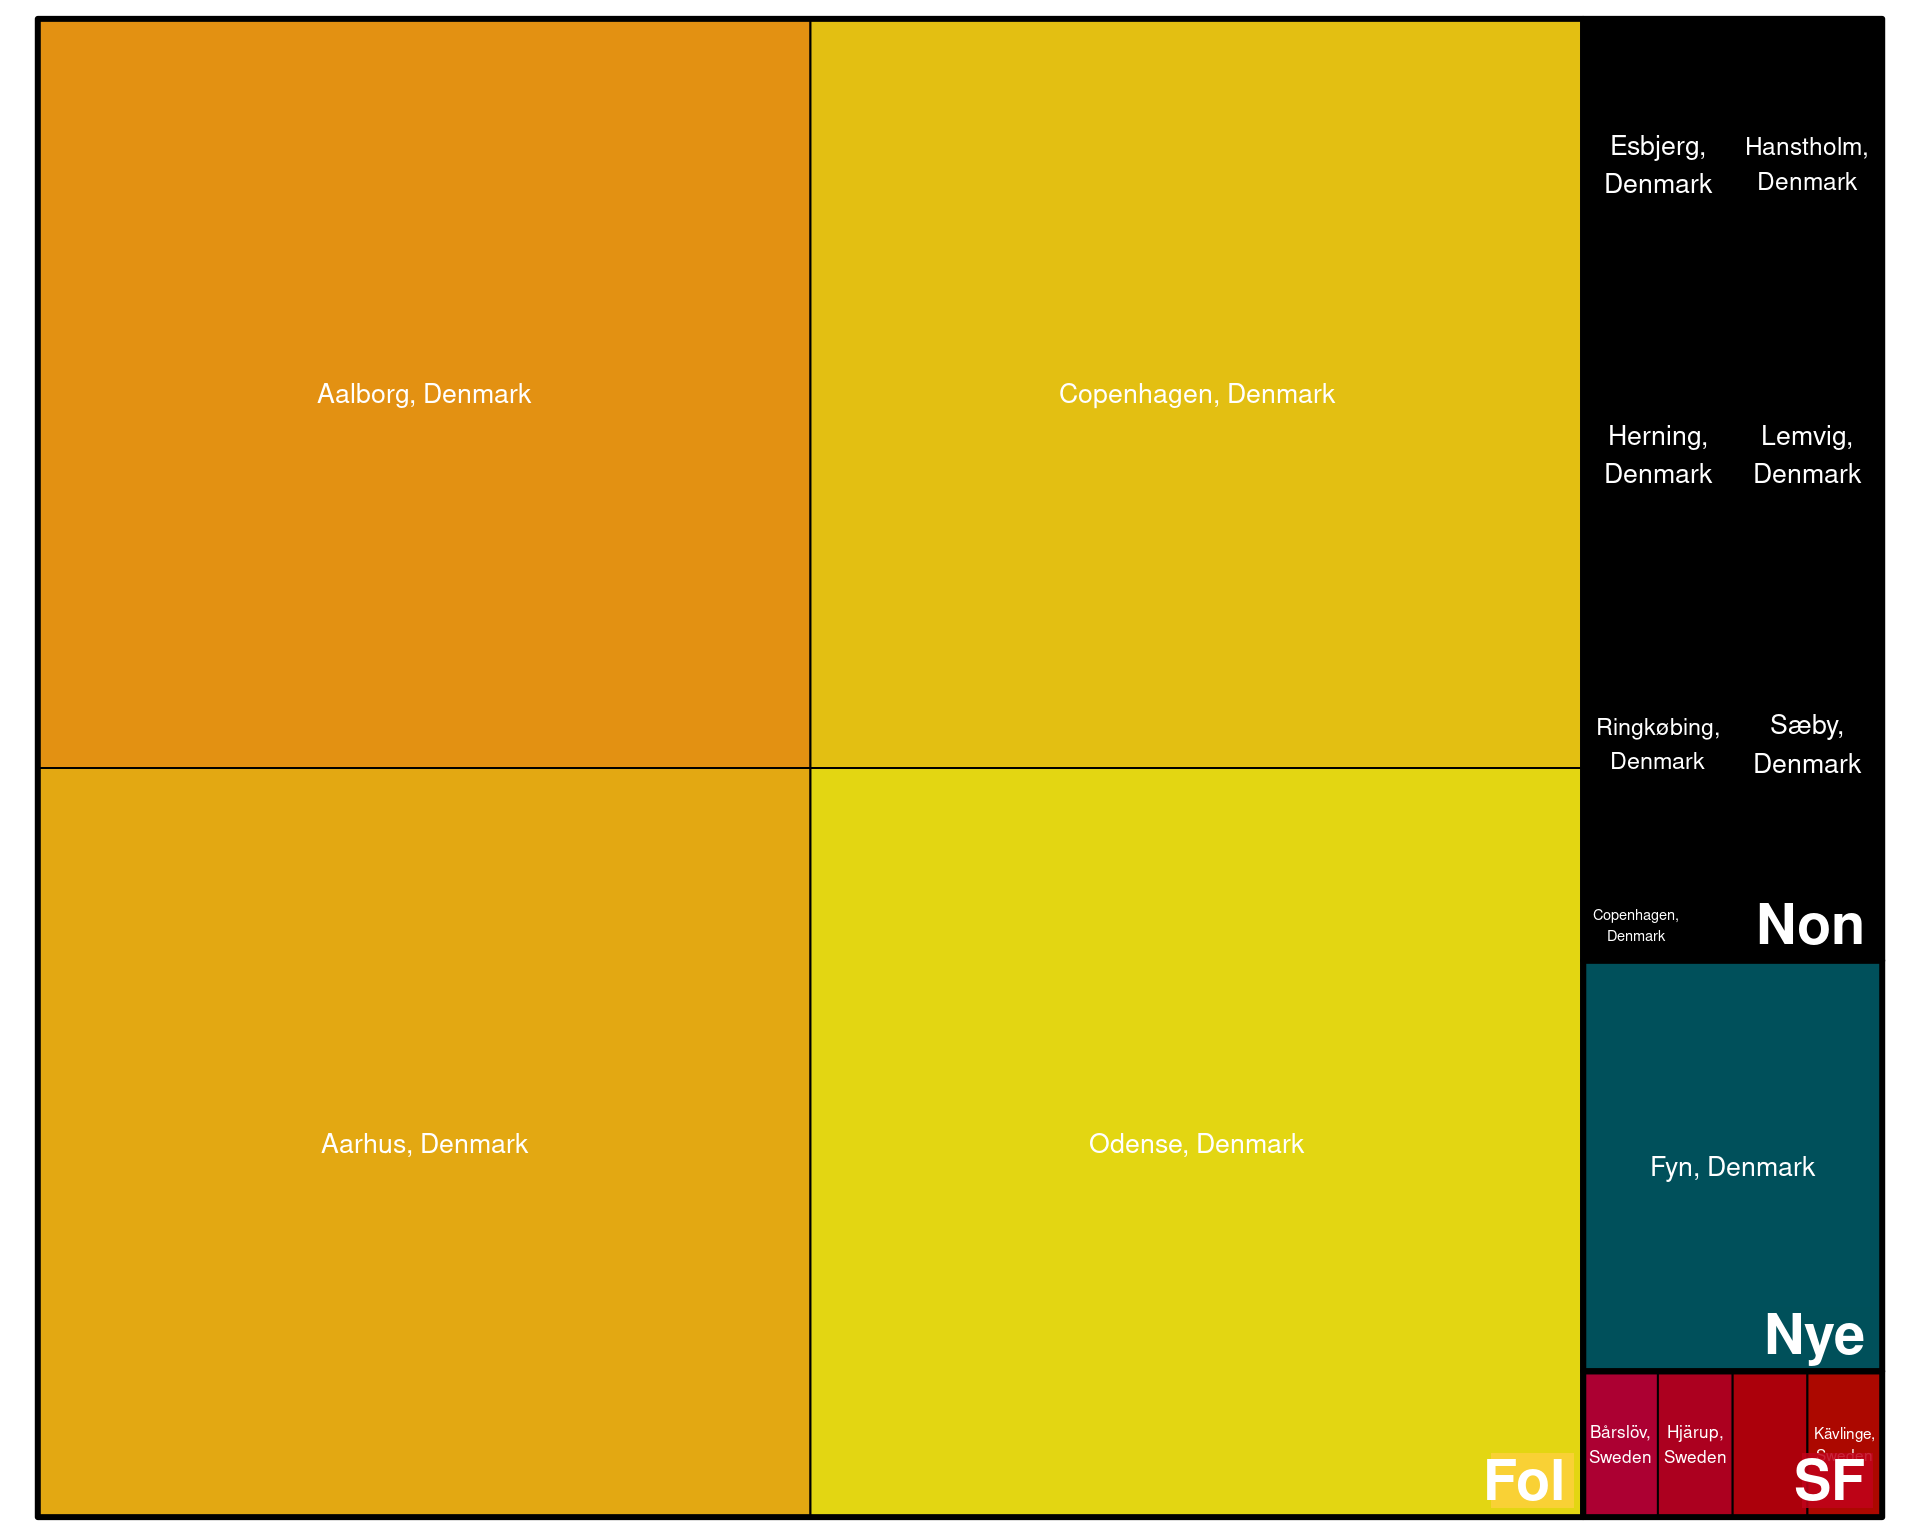 Aalborg, Denmark
Copenhagen, Denmark
Esbjerg,
Denmark
Hanstholm,
Denmark
Herning,
Denmark
Lemvig,
Denmark
Ringkøbing,
Denmark
Sæby,
Denmark
Copenhagen,
Denmark
Non
Aarhus, Denmark
Odense, Denmark
Fol
Fyn, Denmark
Nye
Bårslöv,
Sweden
Hjärup,
Sweden
Kävlinge,
Sweden
SF